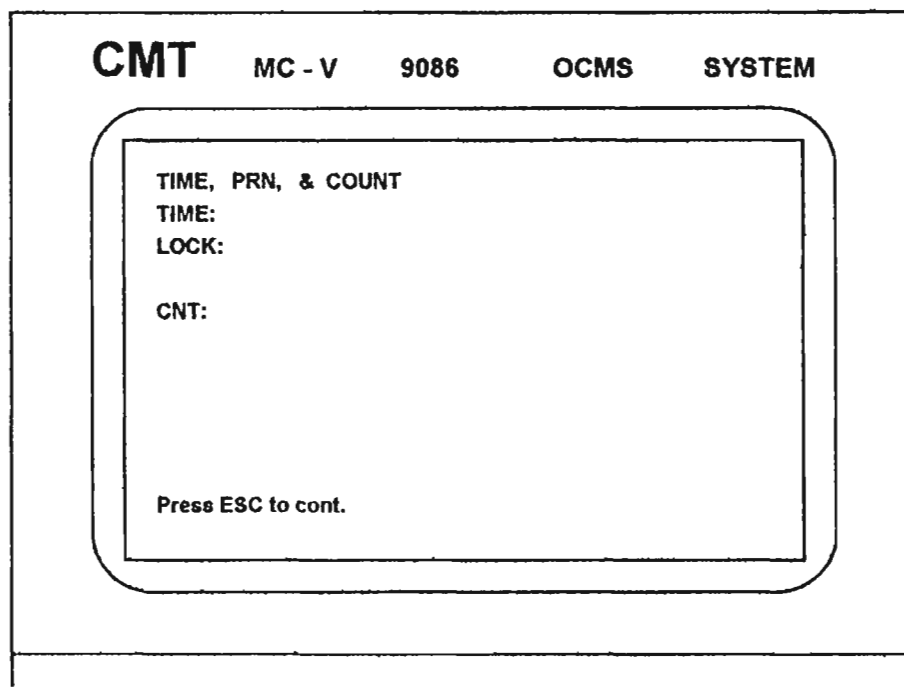 CMT MC - V 9086 OCMS SYSTEM
TIME, PRN, & COUNT
TIME:
LOCK:
CNT:
Press ESC to cont.